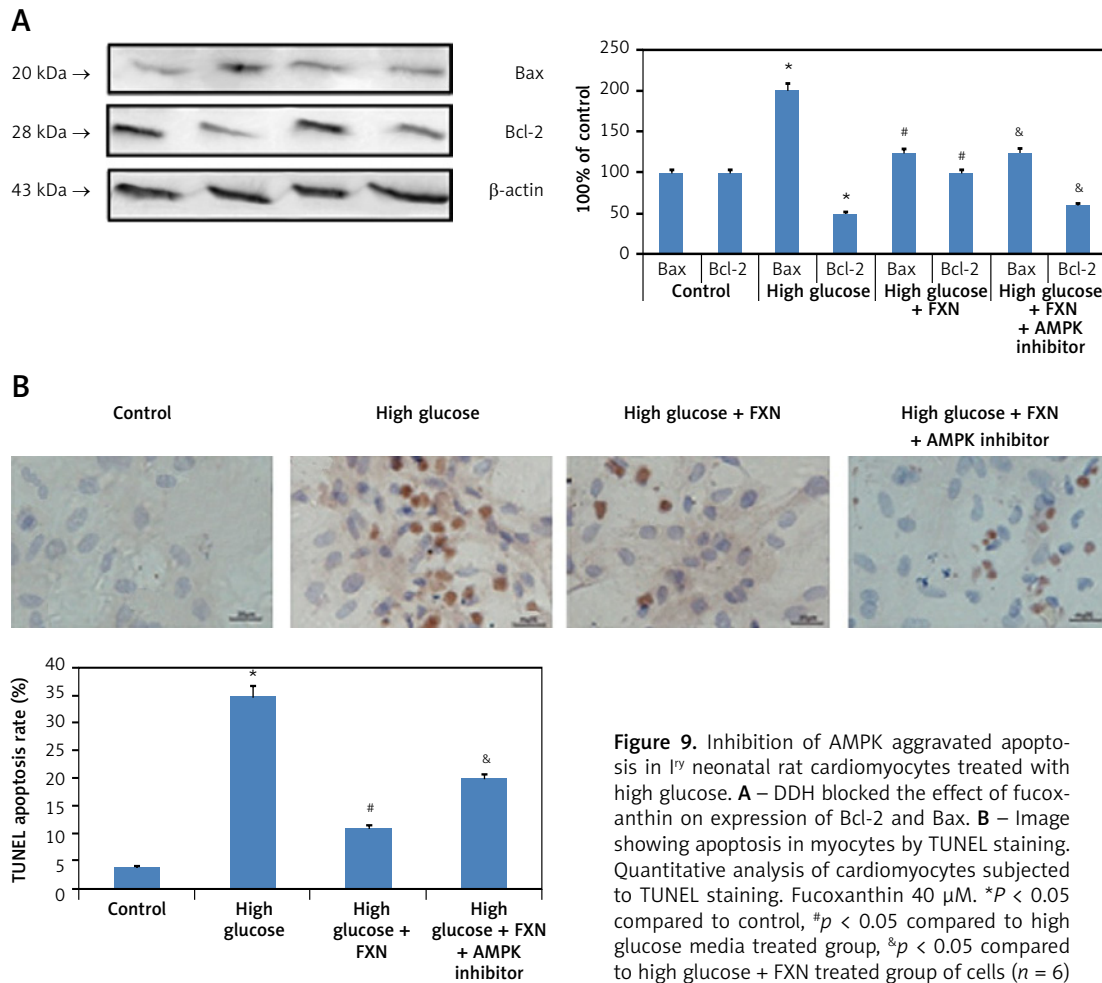 A
20 kDa →
Bax
28 kDa →
Bcl-2
43 kDa →
β-actin
100% of control
250
200
150
100
50
0
*
*
#
#
&
&
Bax Bcl-2 Bax Bcl-2 Bax Bcl-2 Bax Bcl-2
Control High glucose High glucose High glucose
+ FXN + FXN
+ AMPK
inhibitor
B
Control High glucose High glucose + FXN High glucose + FXN
+ AMPK inhibitor
TUNEL apoptosis rate (%)
40
35
30
25
20
15
10
5
0
*
#
&
Control High High High
glucose glucose + glucose + FXN
FXN + AMPK
inhibitor
Figure 9. Inhibition of AMPK aggravated apopto-
sis in Iʳʸ neonatal rat cardiomyocytes treated with
high glucose. A – DDH blocked the effect of fucox-
anthin on expression of Bcl-2 and Bax. B – Image
showing apoptosis in myocytes by TUNEL staining.
Quantitative analysis of cardiomyocytes subjected
to TUNEL staining. Fucoxanthin 40 μM. *P < 0.05
compared to control, #p < 0.05 compared to high
glucose media treated group, &p < 0.05 compared
to high glucose + FXN treated group of cells (n = 6)